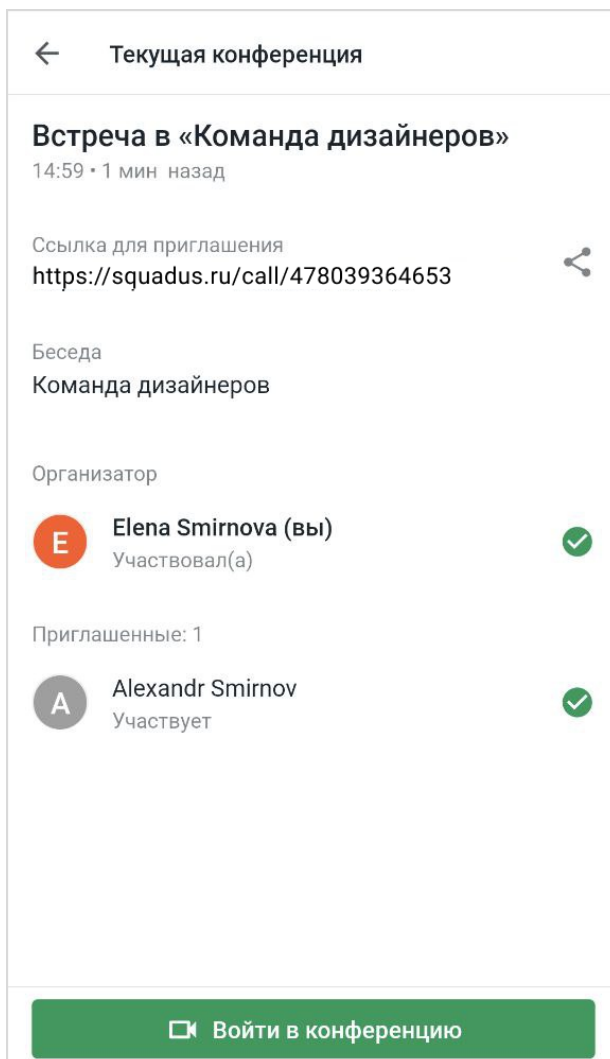 Текущая конференция
Встреча в «Команда дизайнеров»
14:59 • 1 мин назад
Ссылка для приглашения
https://squadus.ru/call/478039364653
Беседа
Команда дизайнеров
Организатор
E
Elena Smirnova (вы)
Участвовал(а)
Приглашенные: 1
A
Alexandr Smirnov
Участвует
Войти в конференцию